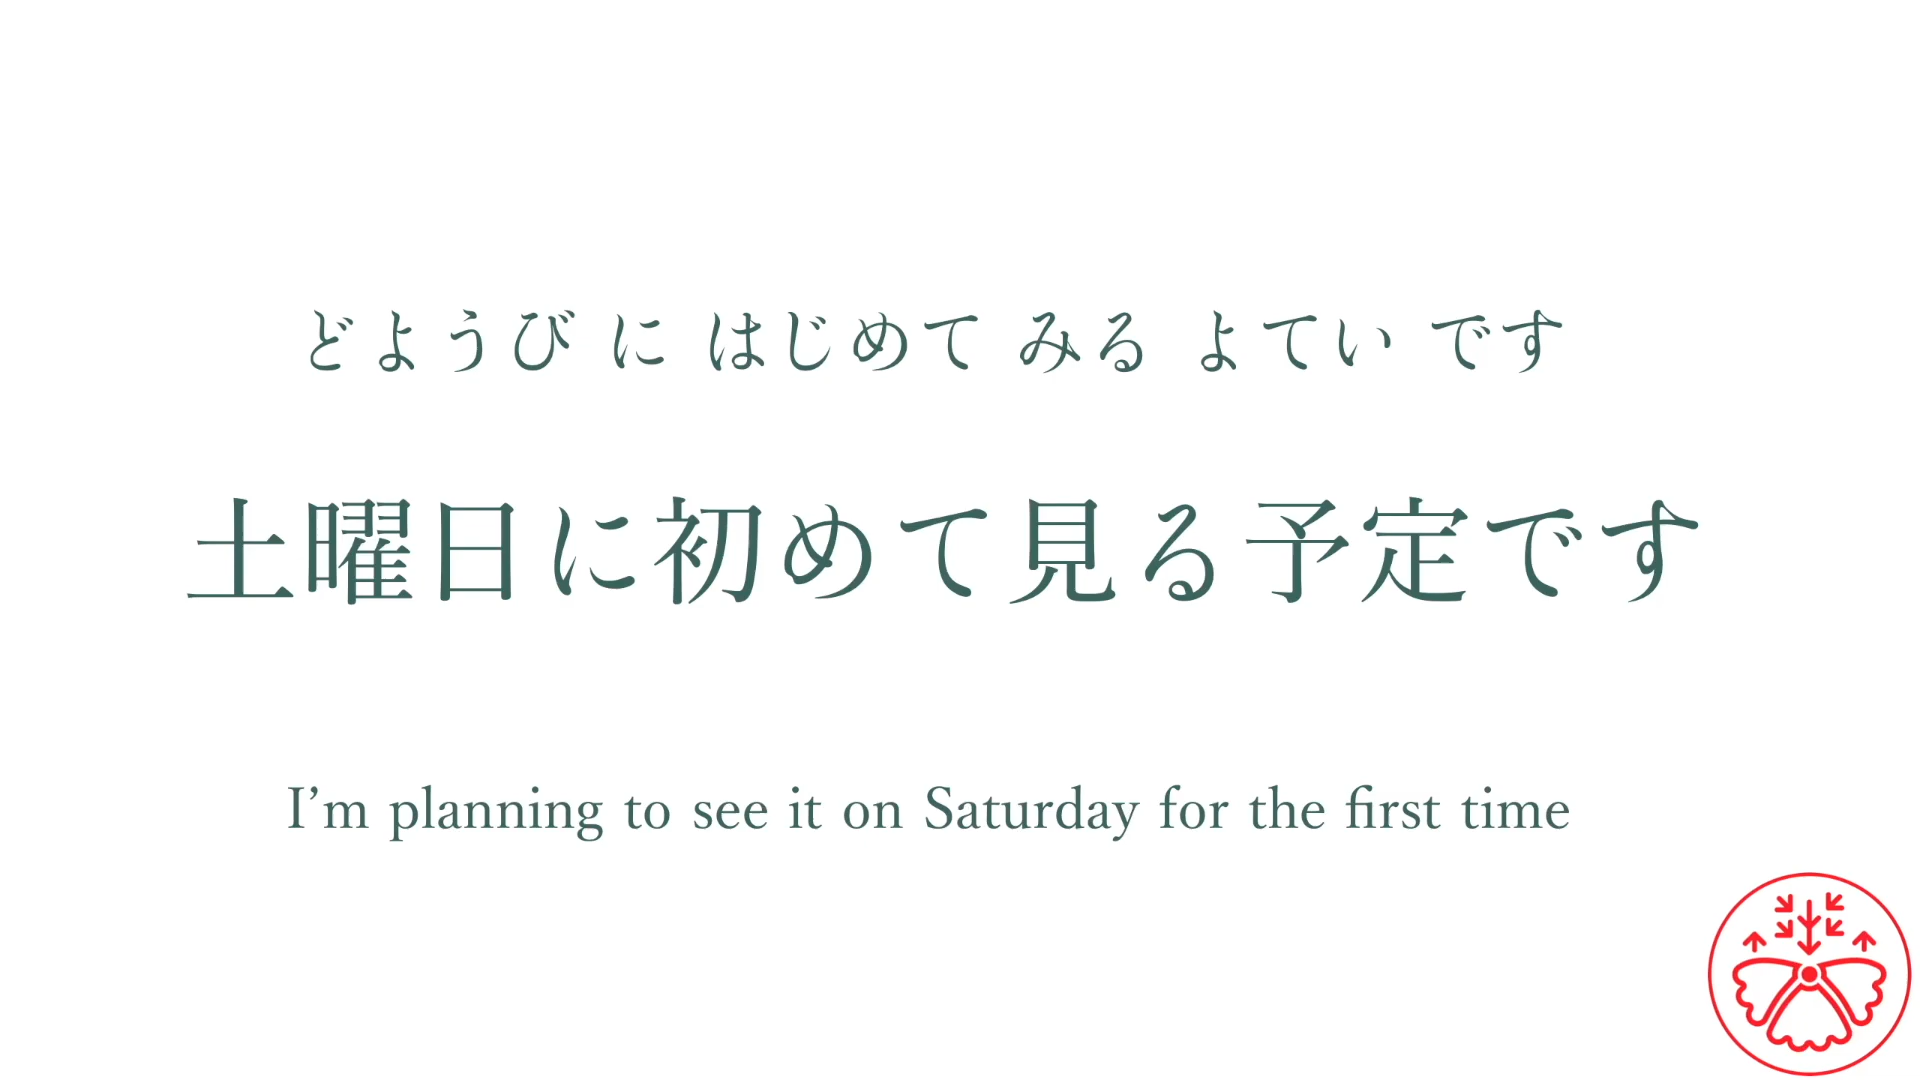 どようび に はじめて みる よてい です
土曜日に初めて見る予定です
I’m planning to see it on Saturday for the first time